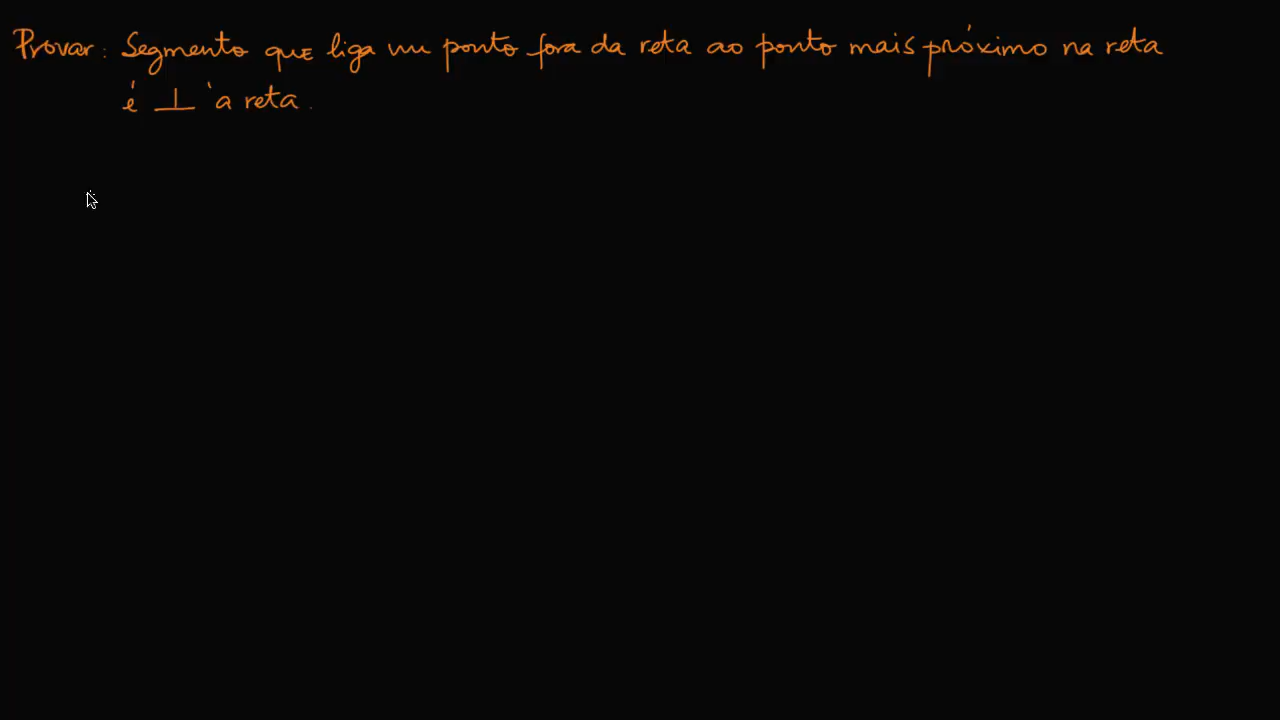 Provar: Segmento que liga um ponto fora da reta ao ponto mais próximo na reta
é ⊥ à reta.